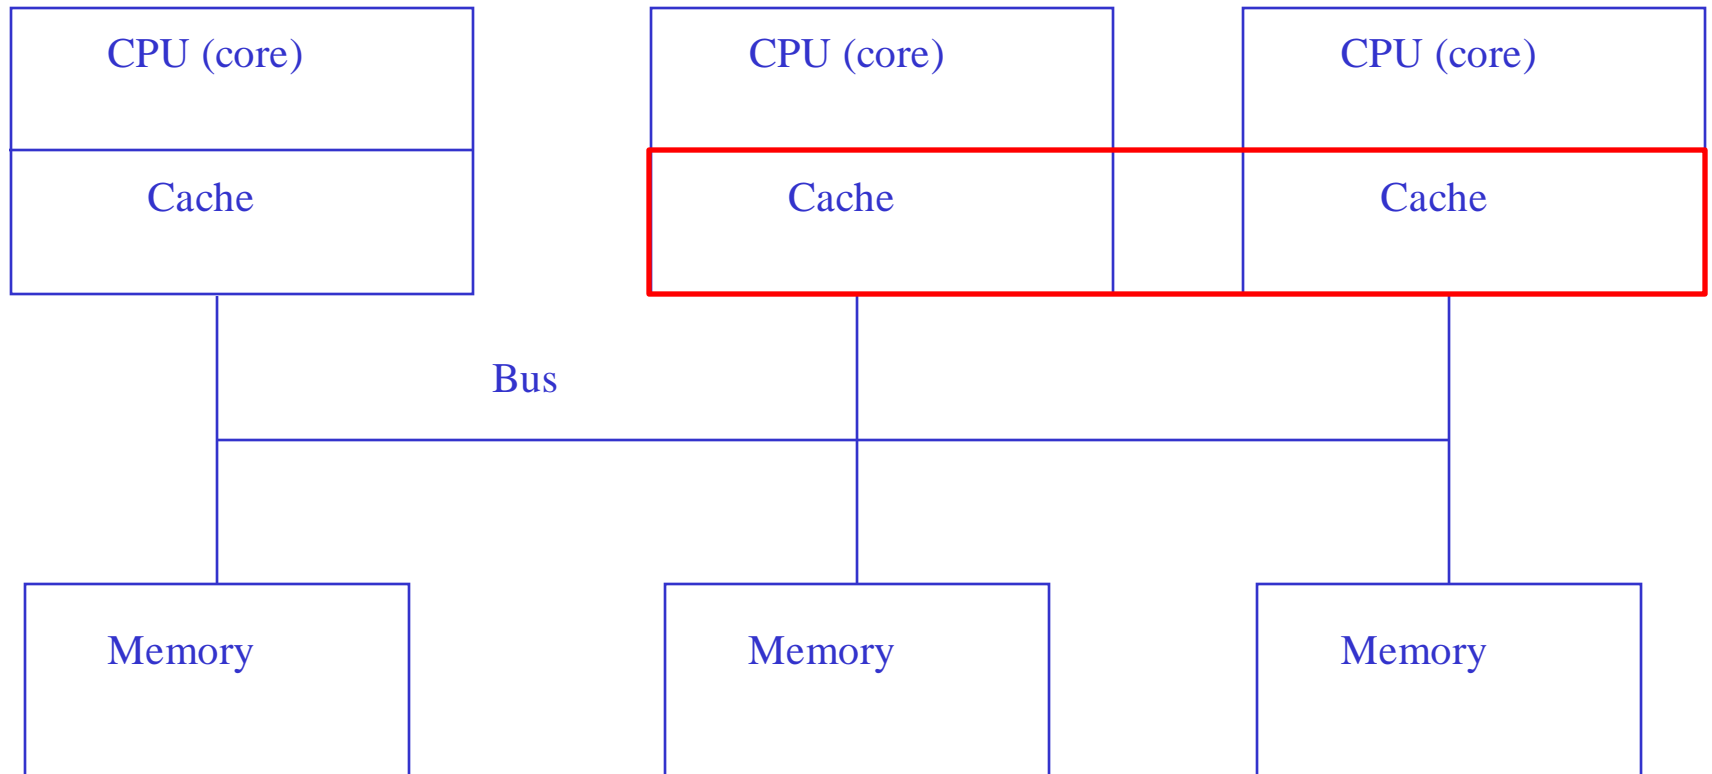 CPU (core)
CPU (core)
CPU (core)
Cache
Cache
Cache
Bus
Memory
Memory
Memory